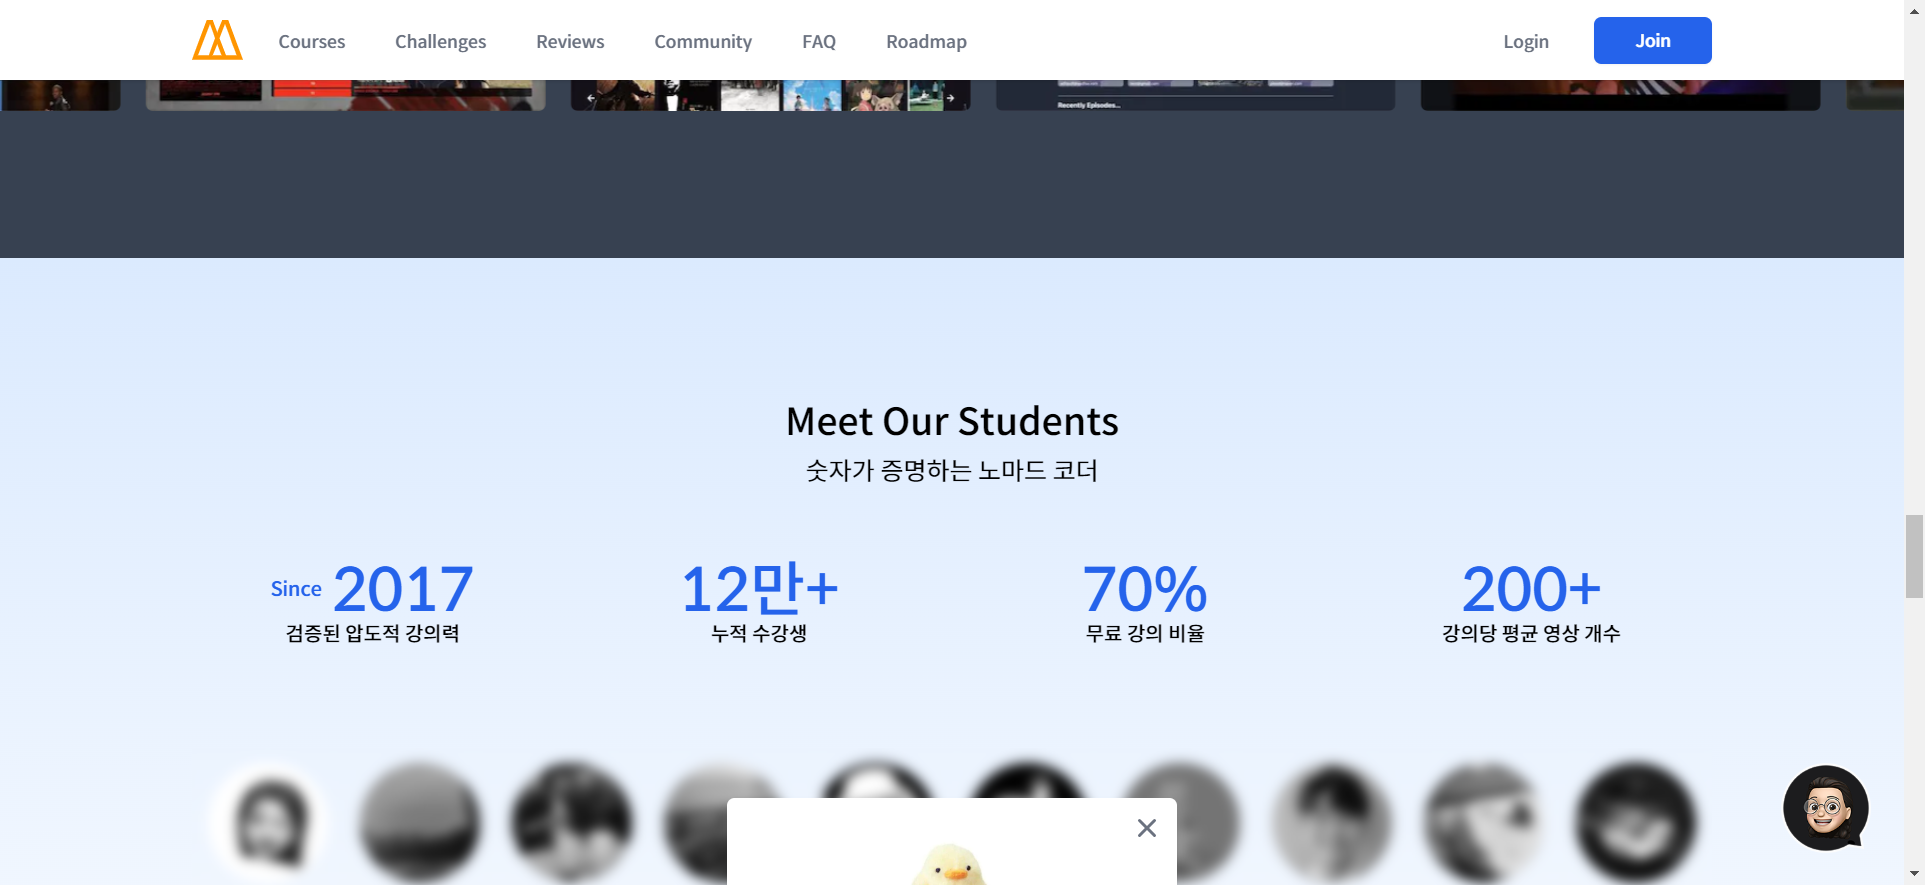 Courses Challenges Reviews Community FAQ Roadmap Login Join
Recently Episodes...
Meet Our Students
숫자가 증명하는 노마드 코더
Since 2017 12만+ 70% 200+
검증된 압도적 강의력 누적 수강생 무료 강의 비율 강의당 평균 영상 개수